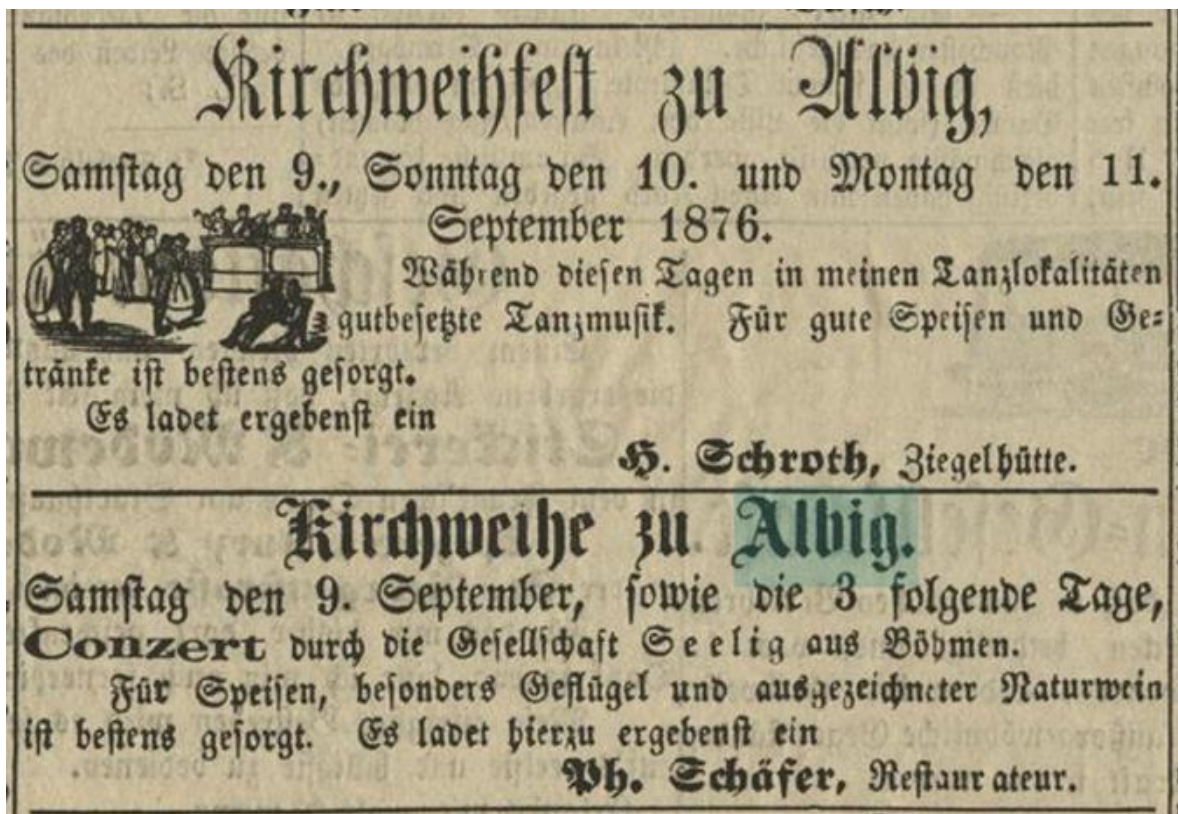 Kirchweihfest zu Albig,
Samstag den 9., Sonntag den 10. und Montag den 11.
September 1876.
Während diesen Tagen in meinen Tanzlokalitäten
gutbesetzte Tanzmusik. Für gute Speisen und Ge-
tränke ist bestens gesorgt.
Es ladet ergebenst ein
H. Schroth, Ziegelhütte.
Kirchweihe zu Albig.
Samstag den 9. September, sowie die 3 folgende Tage,
Conzert durch die Gesellschaft Seelig aus Böhmen.
Für Speisen, besonders Geflügel und ausgezeichneter Naturwein
ist bestens gesorgt. Es ladet hierzu ergebenst ein
Ph. Schäfer, Restaurateur.